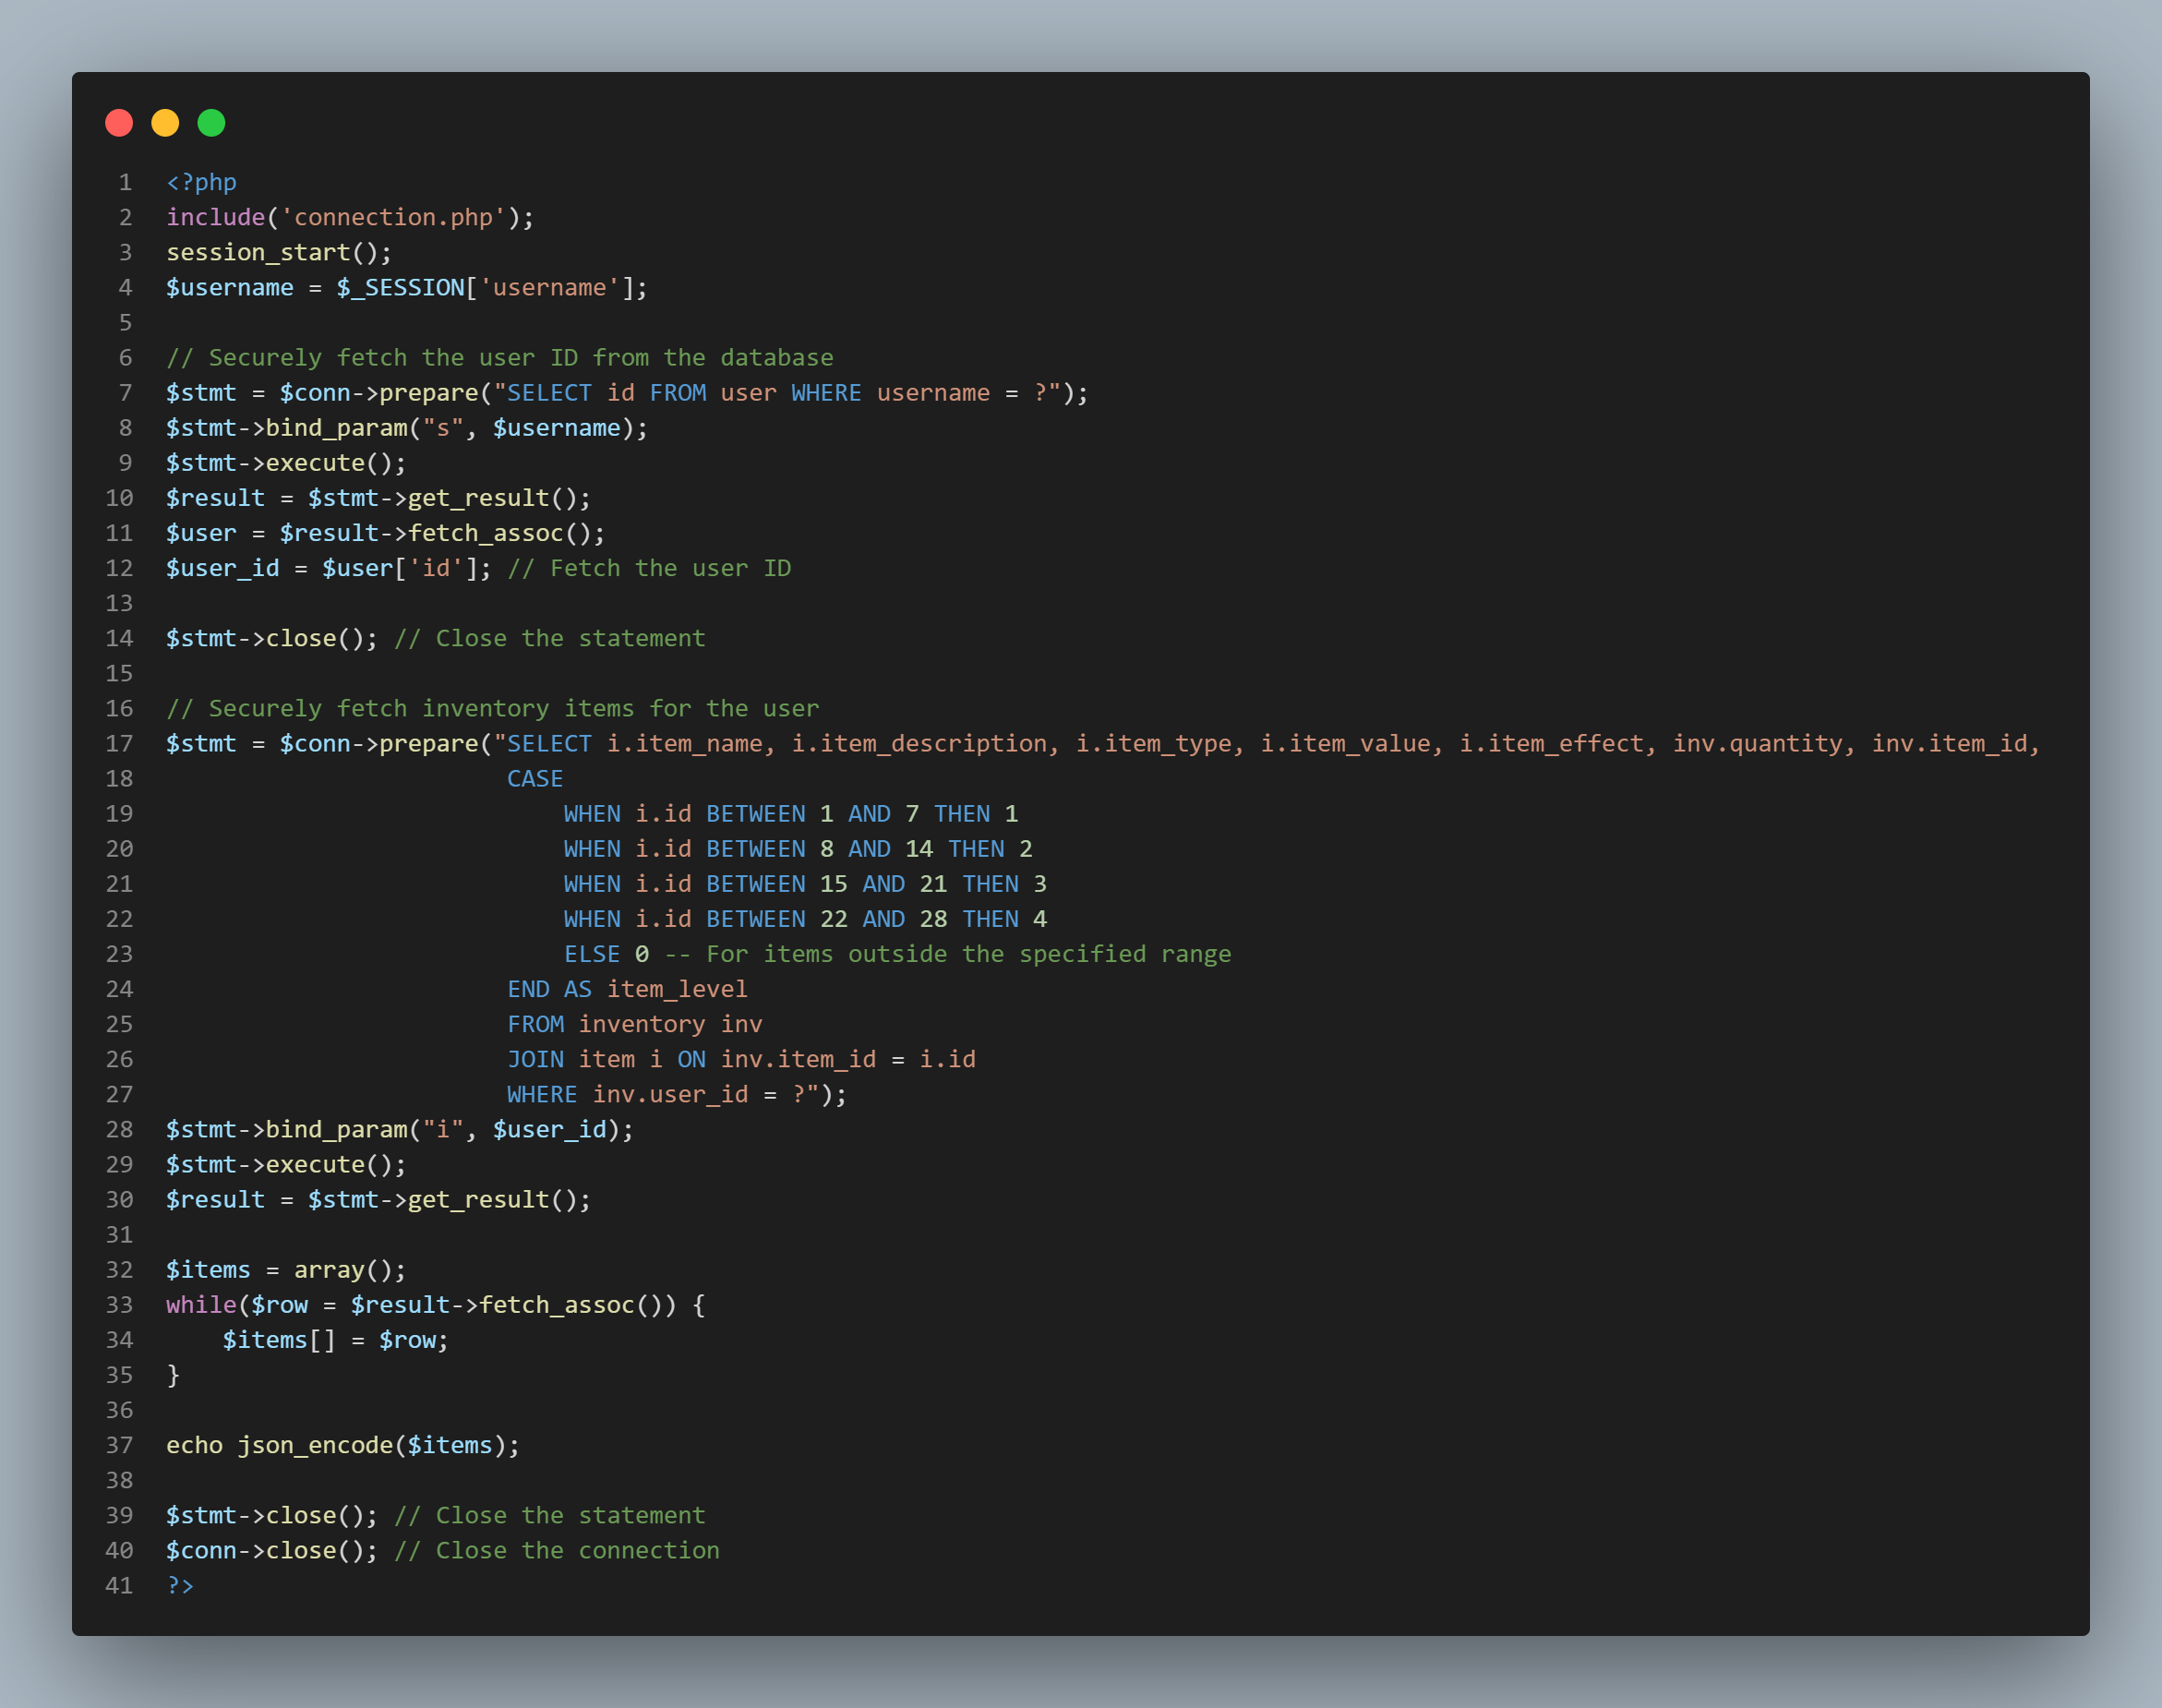 1 <?php
2 include('connection.php');
3 session_start();
4 $username = $_SESSION['username'];
5
6 // Securely fetch the user ID from the database
7 $stmt = $conn->prepare("SELECT id FROM user WHERE username = ?");
8 $stmt->bind_param("s", $username);
9 $stmt->execute();
10 $result = $stmt->get_result();
11 $user = $result->fetch_assoc();
12 $user_id = $user['id']; // Fetch the user ID
13
14 $stmt->close(); // Close the statement
15
16 // Securely fetch inventory items for the user
17 $stmt = $conn->prepare("SELECT i.item_name, i.item_description, i.item_type, i.item_value, i.item_effect, inv.quantity, inv.item_id,
18                         CASE
19                             WHEN i.id BETWEEN 1 AND 7 THEN 1
20                             WHEN i.id BETWEEN 8 AND 14 THEN 2
21                             WHEN i.id BETWEEN 15 AND 21 THEN 3
22                             WHEN i.id BETWEEN 22 AND 28 THEN 4
23                             ELSE 0 -- For items outside the specified range
24                         END AS item_level
25                         FROM inventory inv
26                         JOIN item i ON inv.item_id = i.id
27                         WHERE inv.user_id = ?");
28 $stmt->bind_param("i", $user_id);
29 $stmt->execute();
30 $result = $stmt->get_result();
31
32 $items = array();
33 while($row = $result->fetch_assoc()) {
34     $items[] = $row;
35 }
36
37 echo json_encode($items);
38
39 $stmt->close(); // Close the statement
40 $conn->close(); // Close the connection
41 ?>